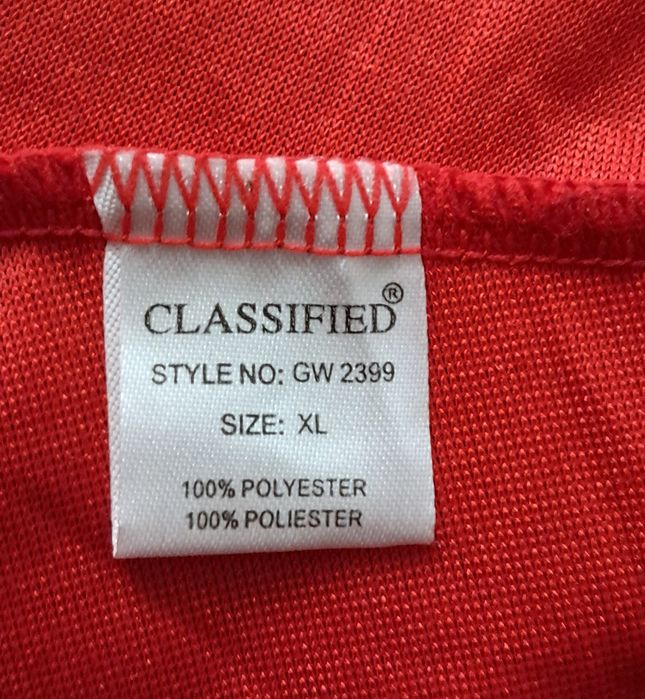 CLASSIFIED®
STYLE NO: GW 2399
SIZE: XL
100% POLYESTER
100% POLIESTER